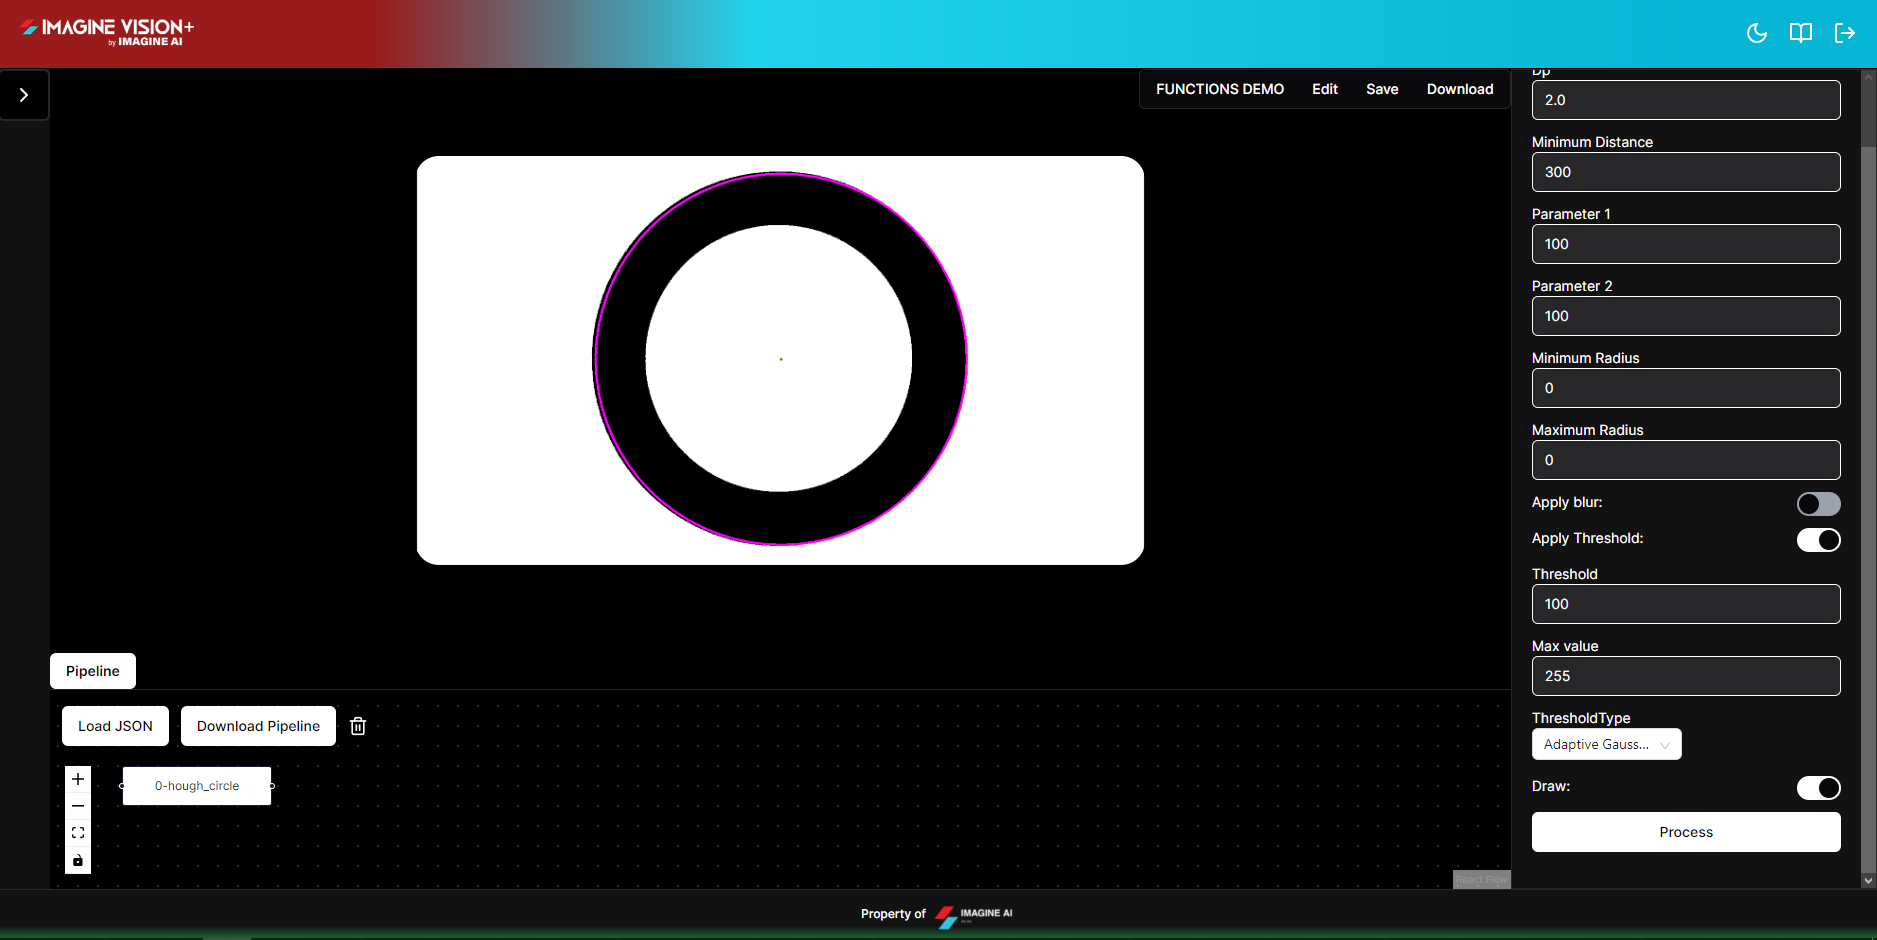 IMAGINE VISION+
by IMAGINE AI
FUNCTIONS DEMO Edit Save Download
Dp
2.0
Minimum Distance
300
Parameter 1
100
Parameter 2
100
Minimum Radius
0
Maximum Radius
0
Apply blur:
Apply Threshold:
Threshold
100
Max value
255
ThresholdType
Adaptive Gauss...
Draw:
Process
Pipeline
Load JSON Download Pipeline
0-hough_circle
React Flow
Property of IMAGINE AI